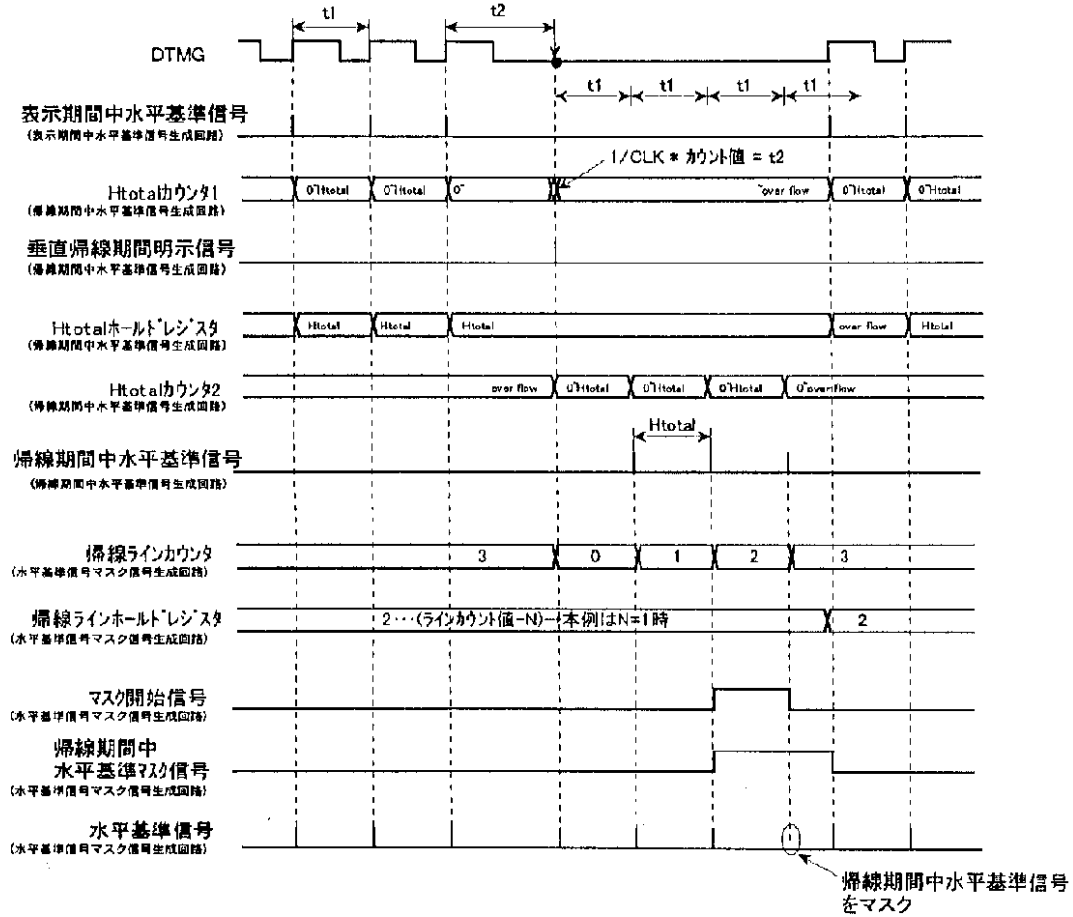 t1
t2
DTMG
t1
t1
t1
t1
表示期間中水平基準信号
(表示期間中水平基準信号生成回路)
1/CLK * カウント値 = t2
Htotalカウンタ1
(帰線期間中水平基準信号生成回路)
0~Htotal
0~Htotal
0~
~over flow
0~Htotal
0~Htotal
垂直帰線期間明示信号
(帰線期間中水平基準信号生成回路)
Htotalホールドレジスタ
(帰線期間中水平基準信号生成回路)
Htotal
Htotal
Htotal
over flow
Htotal
Htotalカウンタ2
(帰線期間中水平基準信号生成回路)
over flow
0~Htotal
0~Htotal
0~Htotal
0~overflow
Htotal
帰線期間中水平基準信号
(帰線期間中水平基準信号生成回路)
帰線ラインカウンタ
(水平基準信号マスク信号生成回路)
3
0
1
2
3
帰線ラインホールドレジスタ
(水平基準信号マスク信号生成回路)
2・・・(ラインカウント値-N)→本例はN=1時
2
マスク開始信号
(水平基準信号マスク信号生成回路)
帰線期間中
水平基準マスク信号
(水平基準信号マスク信号生成回路)
水平基準信号
(水平基準信号マスク信号生成回路)
帰線期間中水平基準信号
をマスク